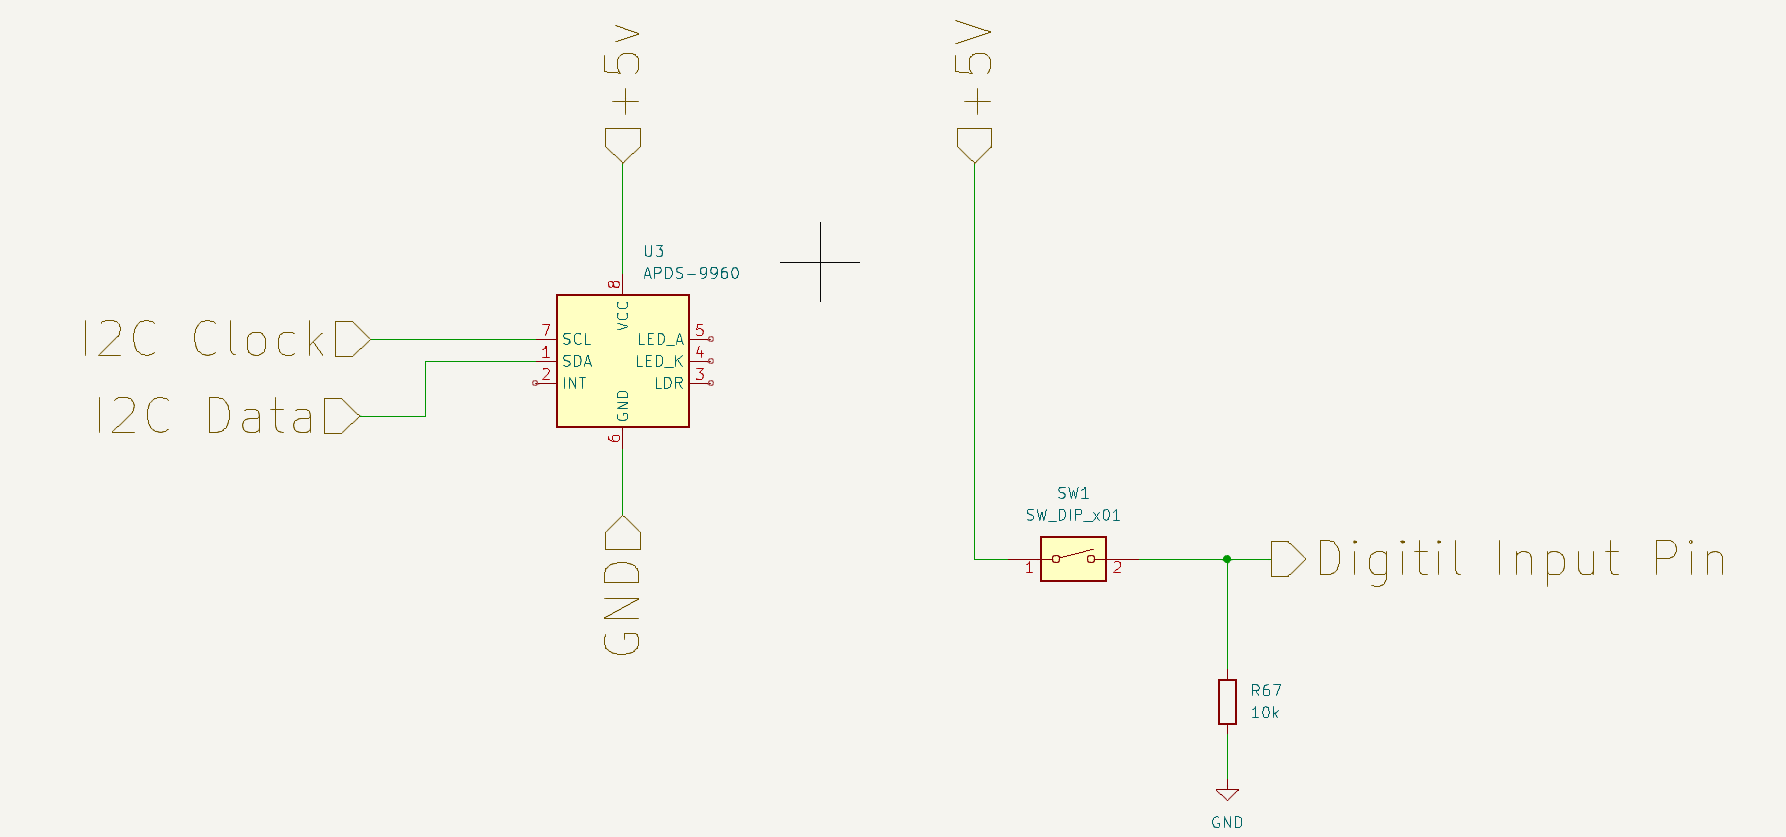 +5v
+5V
U3
APDS-9960
8
VCC
I2C Clock
7
SCL
LED_A
5
1
SDA
LED_K
4
2
INT
LDR
3
I2C Data
GND
6
GND
SW1
SW_DIP_x01
1
2
Digitil Input Pin
R67
10k
GND